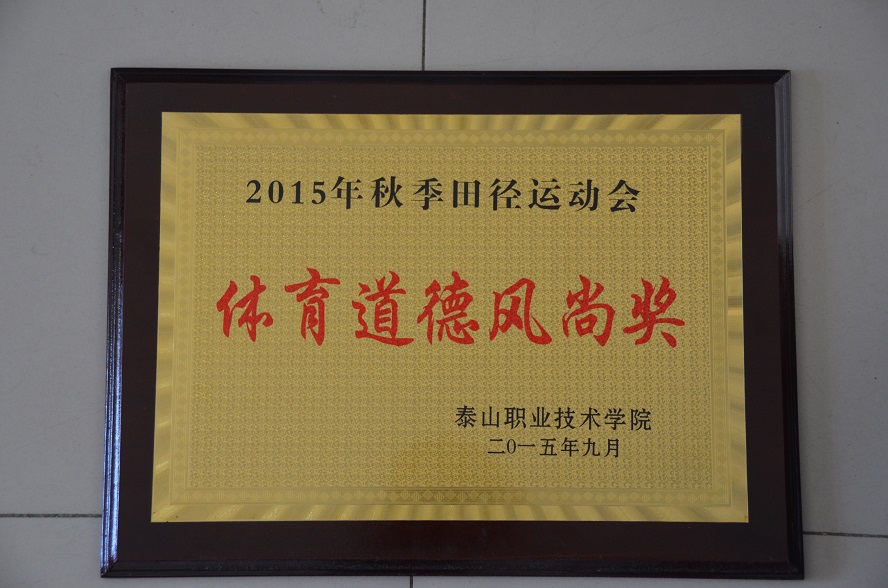 2015年秋季田径运动会
体育道德风尚奖
泰山职业技术学院
二0一五年九月